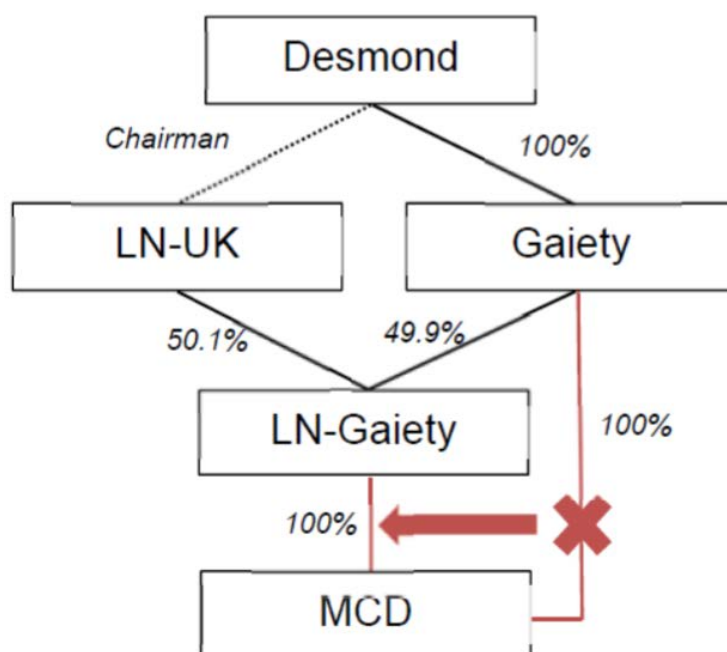 Desmond
Chairman
100%
LN-UK
Gaiety
50.1%
49.9%
LN-Gaiety
100%
100%
MCD